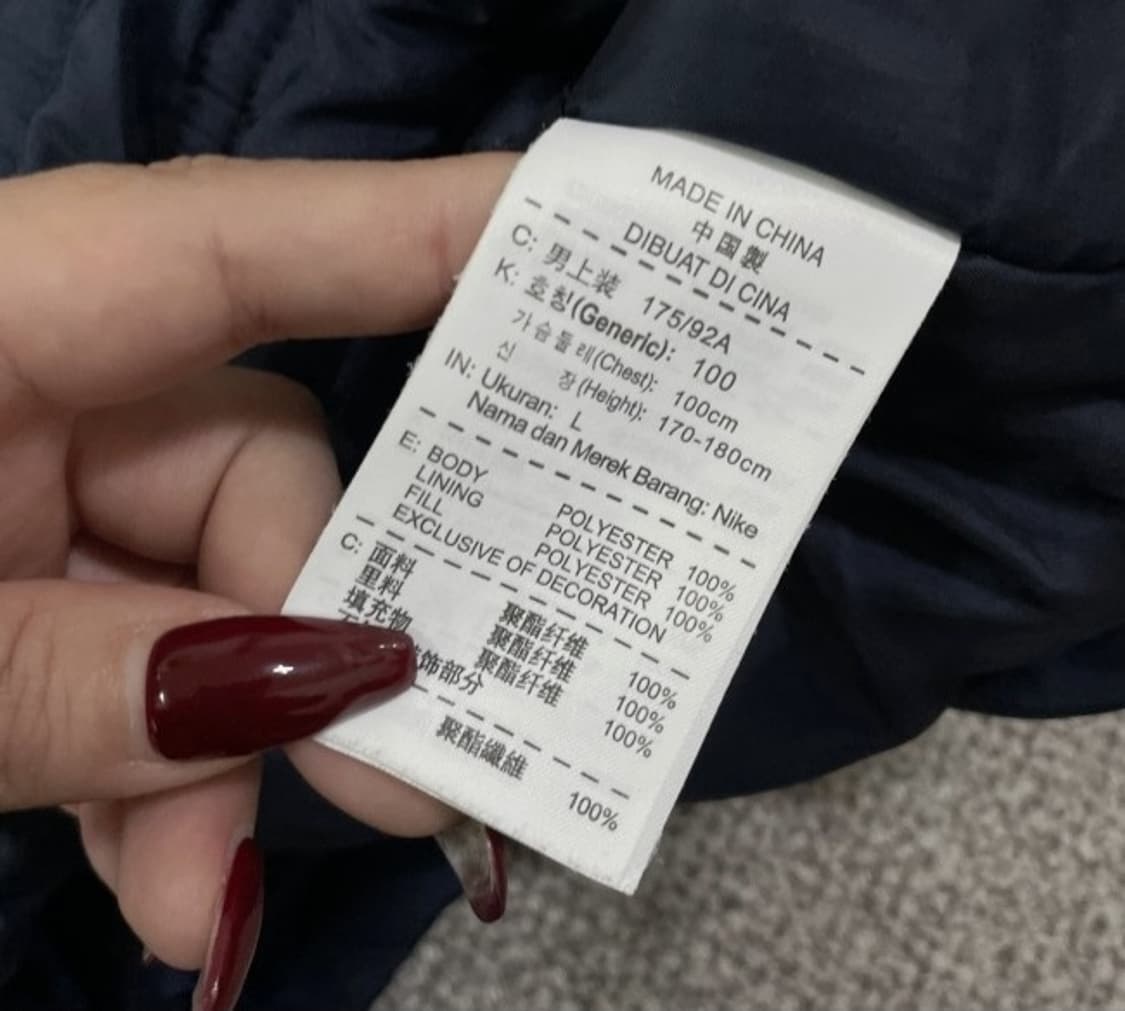 MADE IN CHINA
中国製
DIBUAT DI CINA
C: 男上装 175/92A
K: 호칭(Generic): 100
가슴둘레(Chest): 100cm
신 장(Height): 170-180cm
IN: Ukuran: L
Nama dan Merek Barang: Nike
E: BODY POLYESTER 100%
LINING POLYESTER 100%
FILL POLYESTER 100%
EXCLUSIVE OF DECORATION
C: 面料 聚酯纤维 100%
里料 聚酯纤维 100%
填充物 聚酯纤维 100%
饰部分
聚酯纖維 100%